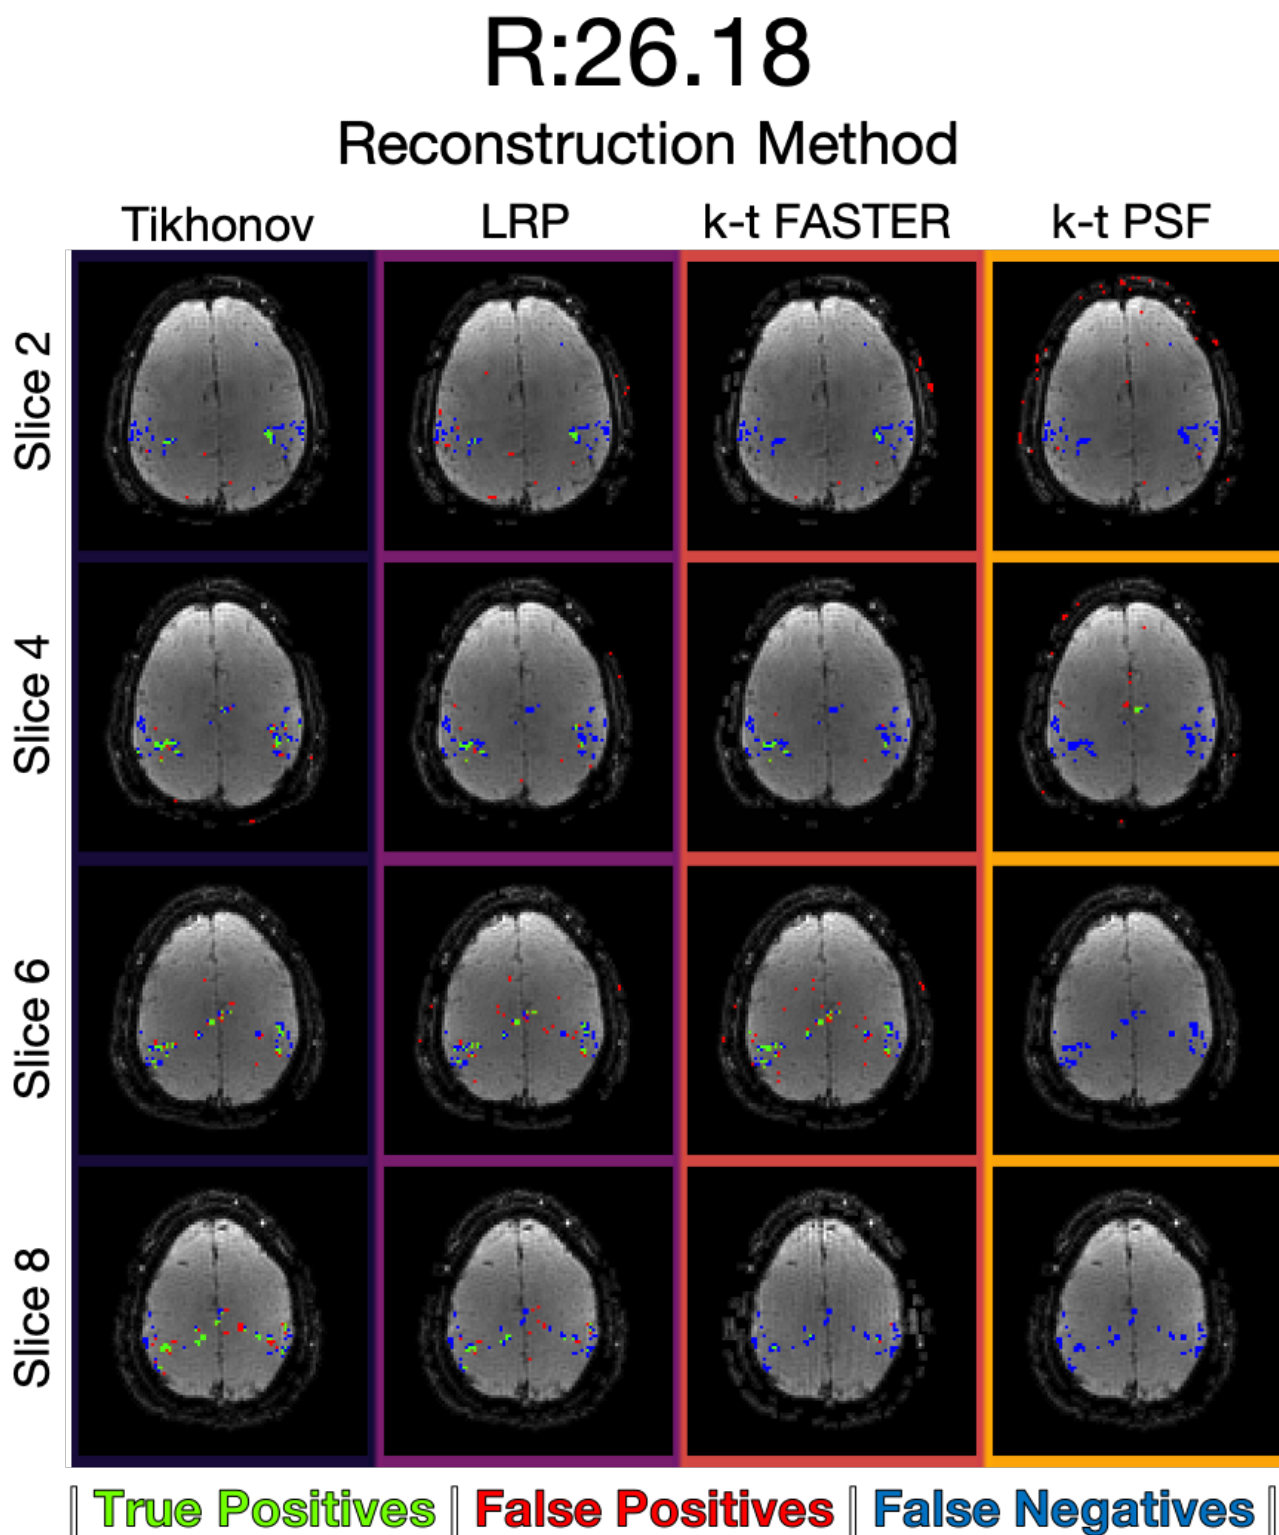 R:26.18
Reconstruction Method
Tikhonov LRP k-t FASTER k-t PSF
Slice 2
Slice 4
Slice 6
Slice 8
True Positives False Positives False Negatives